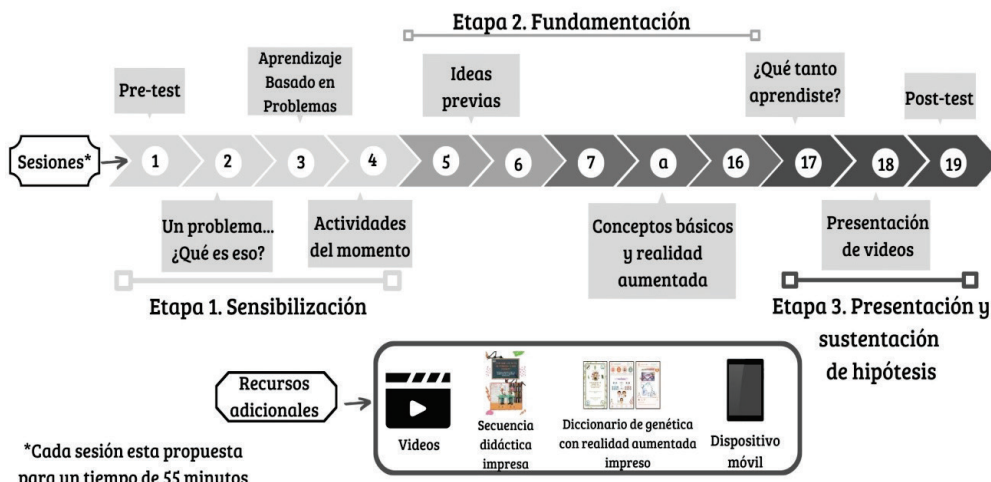 Etapa 2. Fundamentación
Pre-test
Aprendizaje
Basado en
Problemas
Ideas
previas
¿Qué tanto
aprendiste?
Post-test
Sesiones*
1
2
3
4
5
6
7
a
16
17
18
19
Un problema...
¿Qué es eso?
Actividades
del momento
Conceptos básicos
y realidad
aumentada
Presentación
de videos
Etapa 1. Sensibilización
Etapa 3. Presentación y
sustentación
de hipótesis
Recursos
adicionales
Videos
Secuencia
didáctica
impresa
Diccionario de genética
con realidad aumentada
impreso
Dispositivo
móvil
*Cada sesión esta propuesta
para un tiempo de 55 minutos